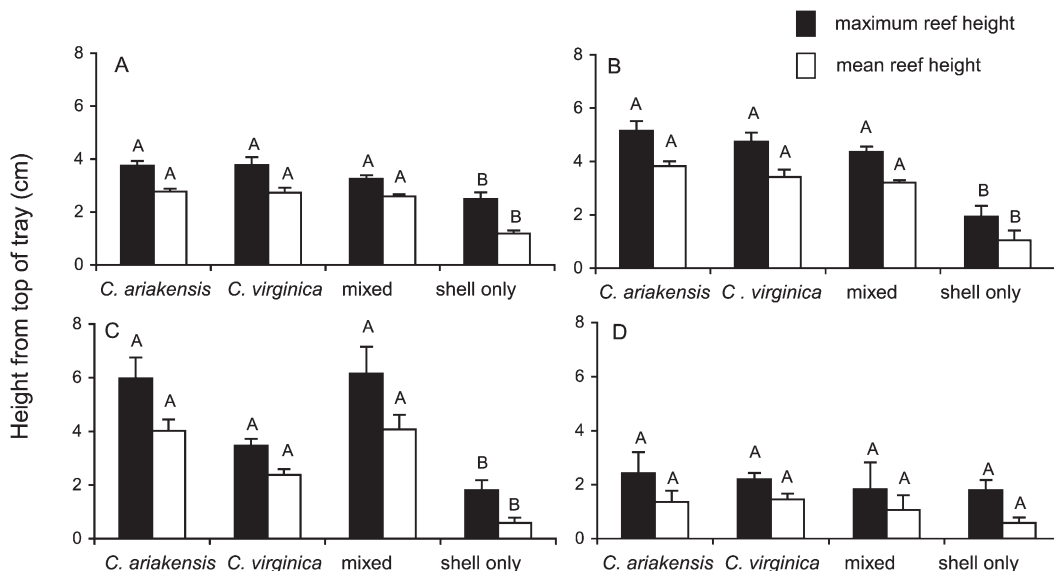 maximum reef height
mean reef height
Height from top of tray (cm)
A
8
6
4
2
0
A A A A A A B B
C. ariakensis C. virginica mixed shell only
B
8
6
4
2
0
A A A A A A B B
C. ariakensis C . virginica mixed shell only
C
8
6
4
2
0
A A A A A A B B
C. ariakensis C. virginica mixed shell only
D
8
6
4
2
0
A A A A A A A A
C. ariakensis C. virginica mixed shell only